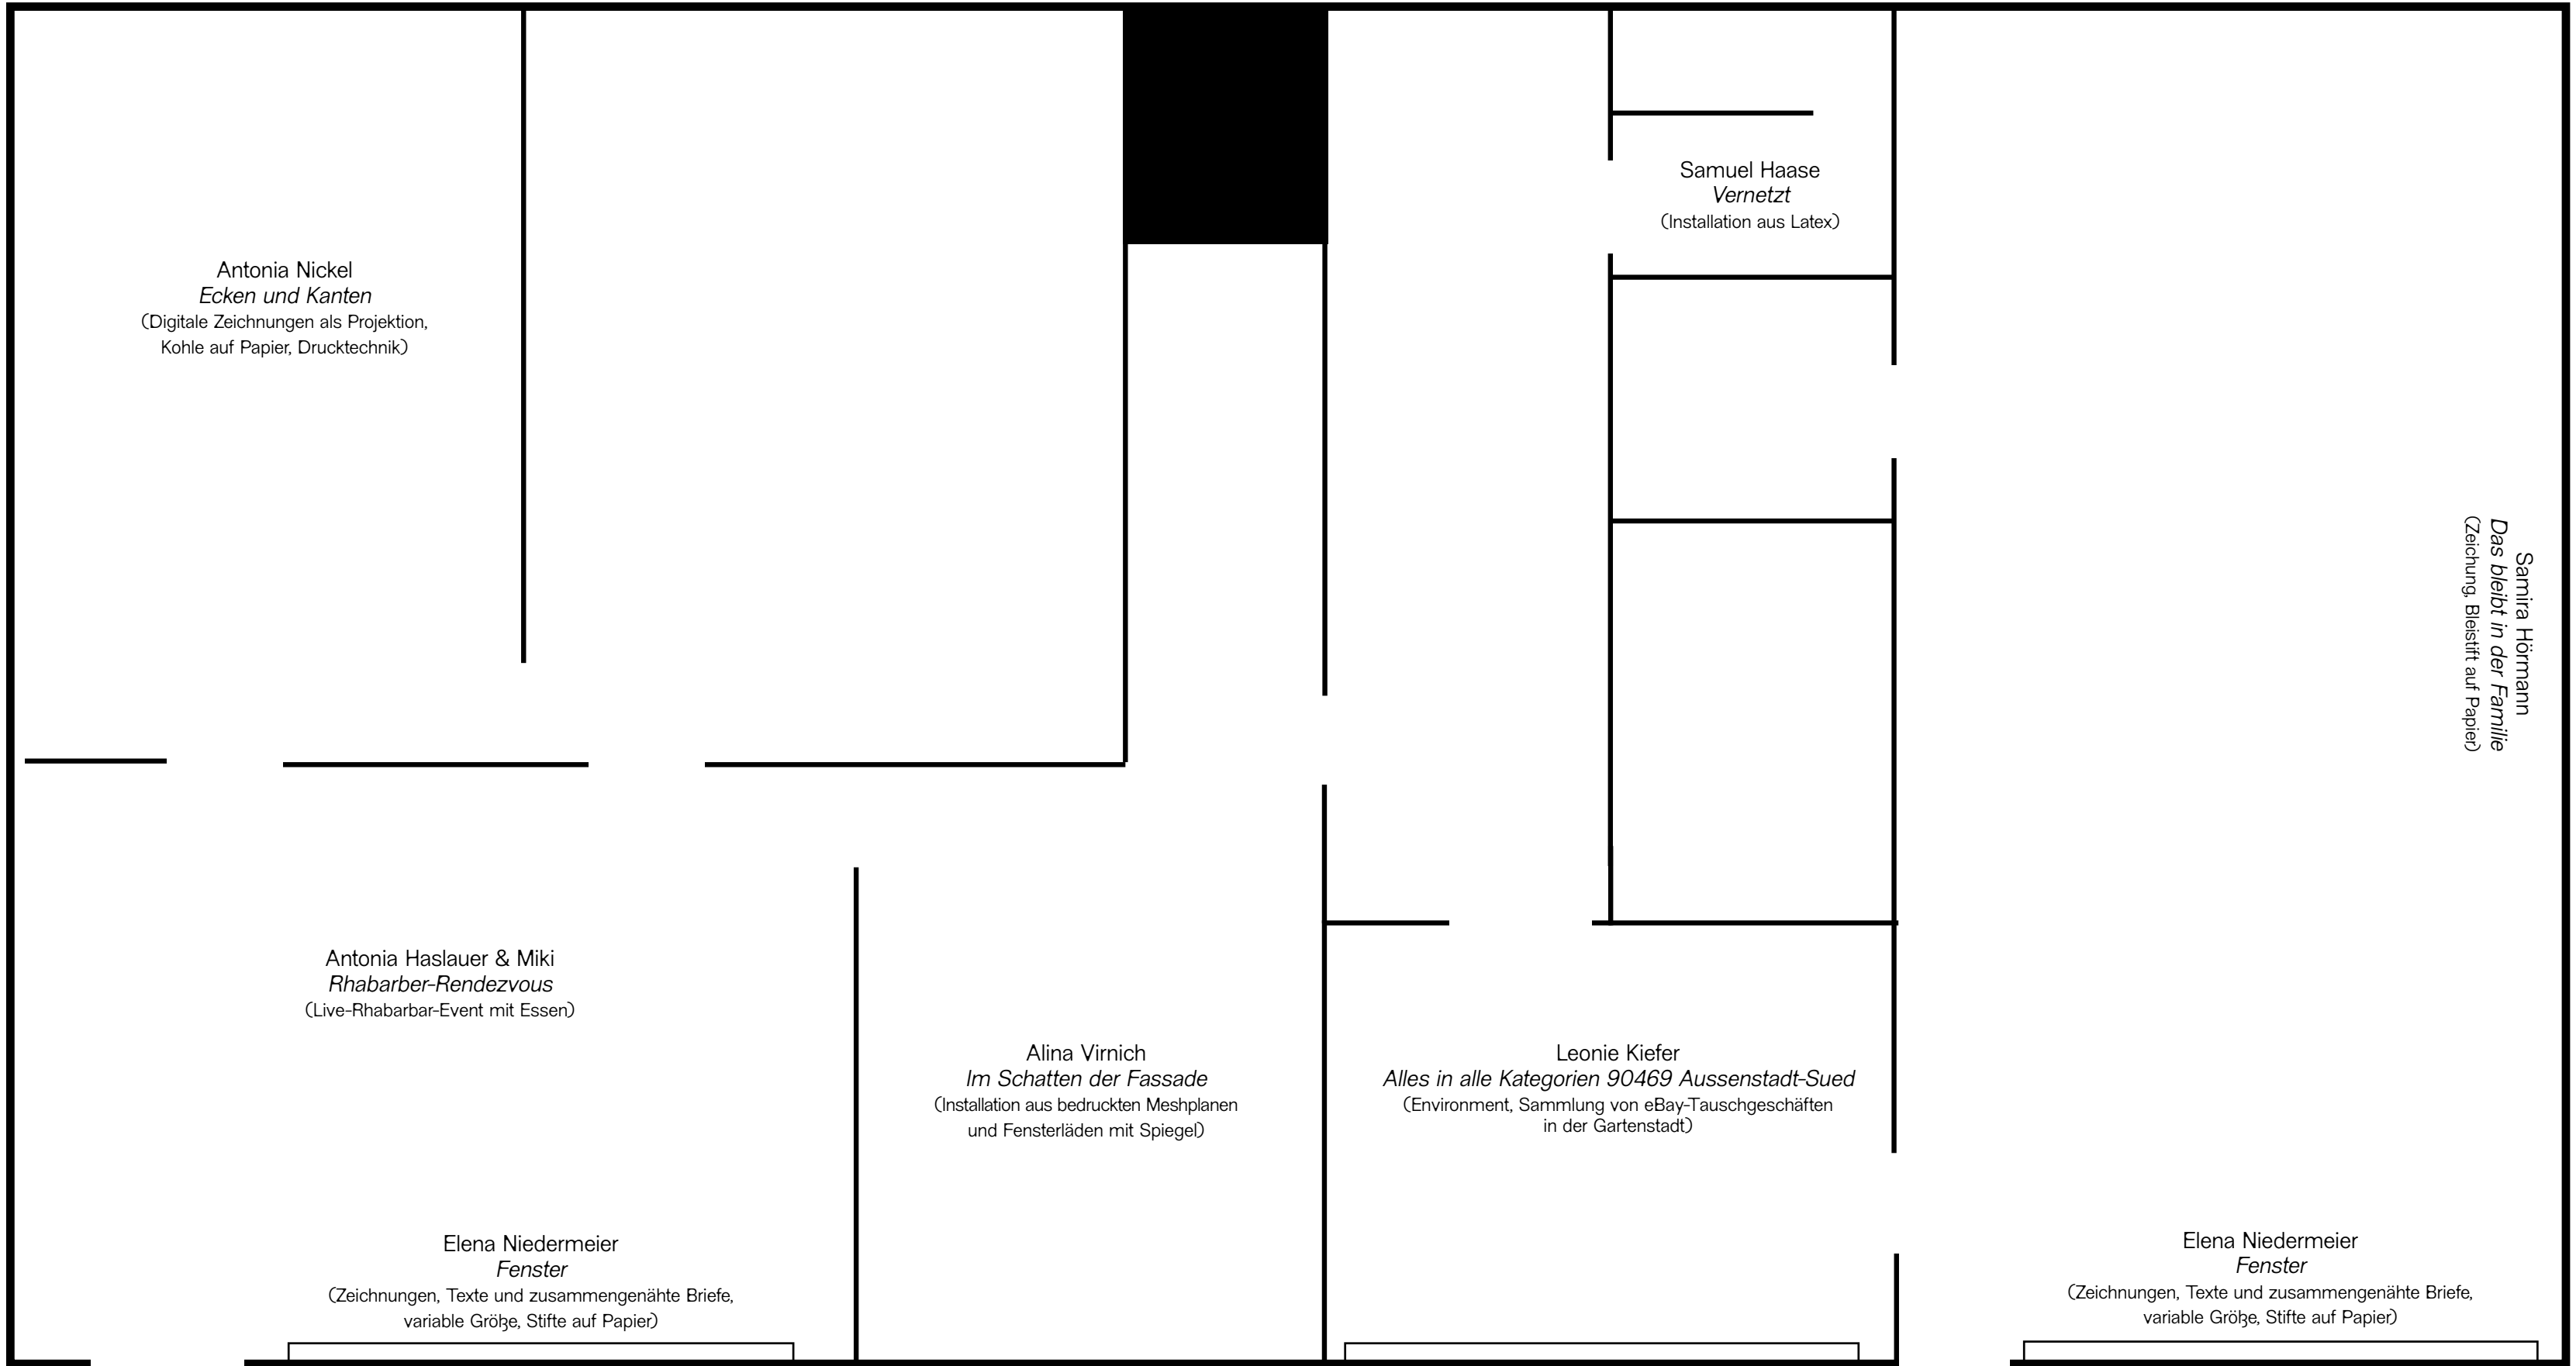 Antonia Nickel
Ecken und Kanten
(Digitale Zeichnungen als Projektion,
Kohle auf Papier, Drucktechnik)
Samuel Haase
Vernetzt
(Installation aus Latex)
Samira Hörmann
Das bleibt in der Familie
(Zeichung, Bleistift auf Papier)
Antonia Haslauer & Miki
Rhabarber-Rendezvous
(Live-Rhabarbar-Event mit Essen)
Alina Virnich
Im Schatten der Fassade
(Installation aus bedruckten Meshplanen
und Fensterläden mit Spiegel)
Leonie Kiefer
Alles in alle Kategorien 90469 Aussenstadt-Sued
(Environment, Sammlung von eBay-Tauschgeschäften
in der Gartenstadt)
Elena Niedermeier
Fenster
(Zeichnungen, Texte und zusammengenähte Briefe,
variable Größe, Stifte auf Papier)
Elena Niedermeier
Fenster
(Zeichnungen, Texte und zusammengenähte Briefe,
variable Größe, Stifte auf Papier)